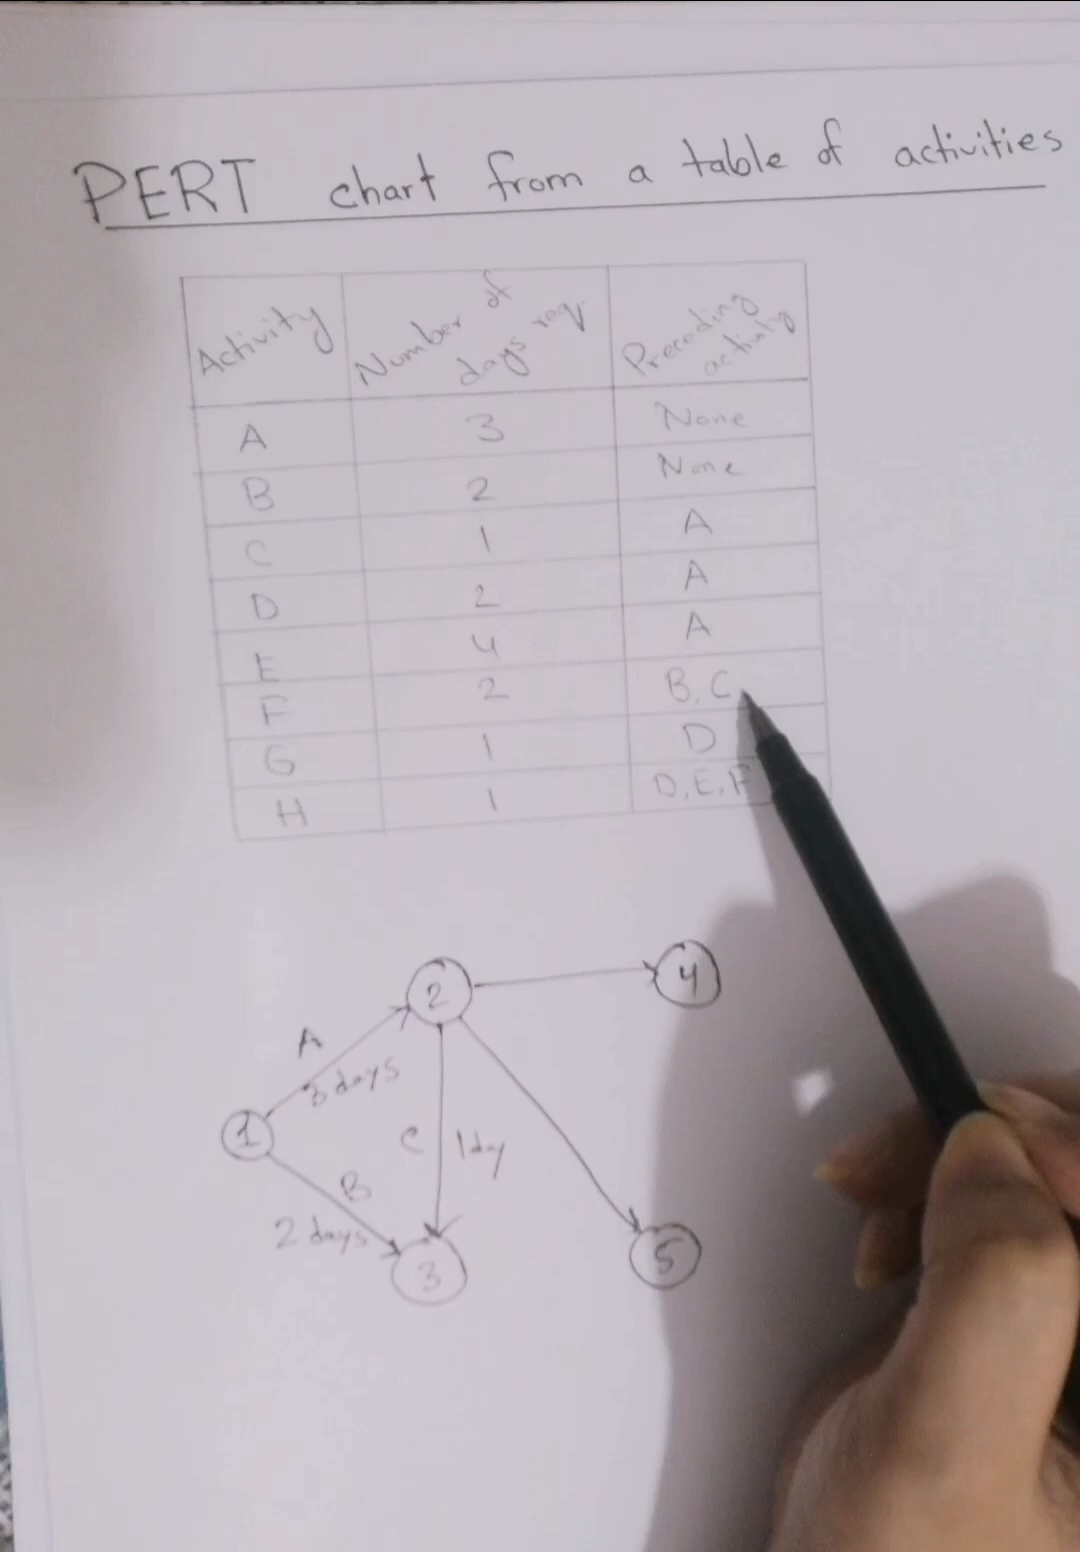 PERT chart from a table of activities
Activity Number of days req. Preceding activity
A 3 None
B 2 None
C 1 A
D 2 A
E 4 A
F 2 B, C
G 1 D
H 1 D, E, F
2 4
A
3 days
1
C 1 day
B
2 days
3 5